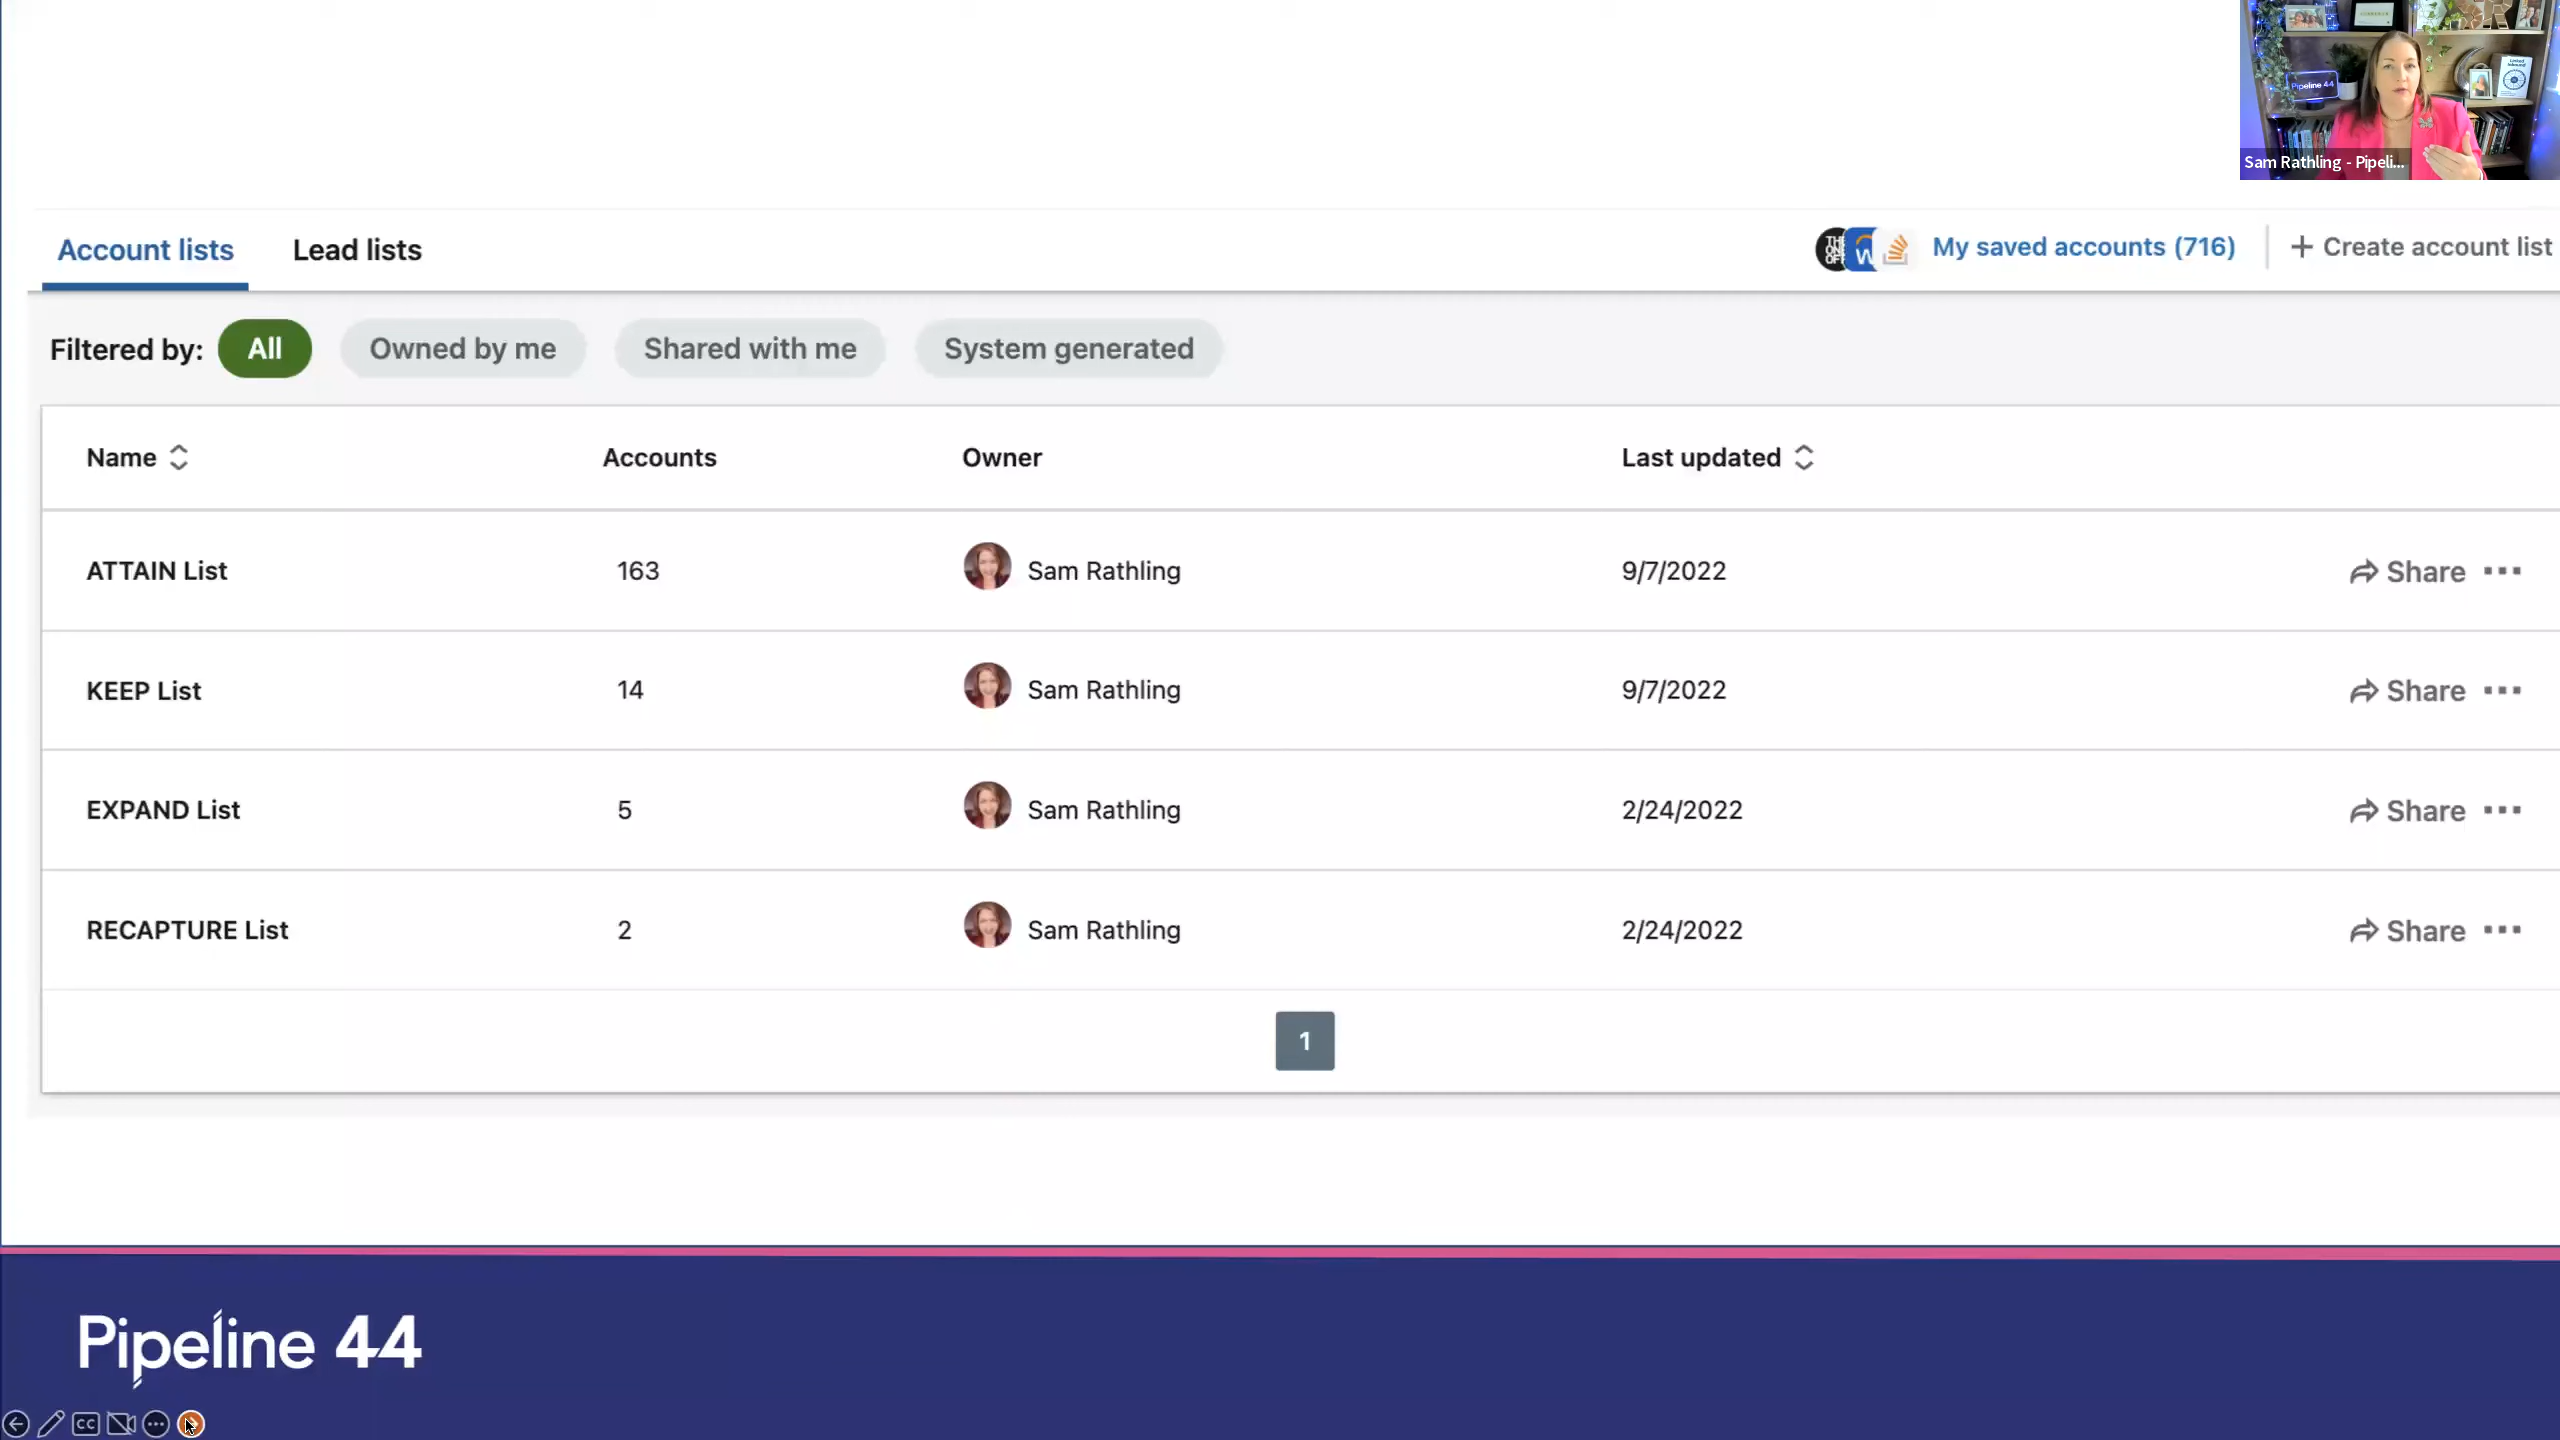 Pipeline 44
Sam Rathling - Pipeli...
Account lists
Lead lists
My saved accounts (716)
+ Create account list
Filtered by:
All
Owned by me
Shared with me
System generated
Name
Accounts
Owner
Last updated
ATTAIN List
163
Sam Rathling
9/7/2022
Share
KEEP List
14
Sam Rathling
9/7/2022
Share
EXPAND List
5
Sam Rathling
2/24/2022
Share
RECAPTURE List
2
Sam Rathling
2/24/2022
Share
1
Pipeline 44
CC